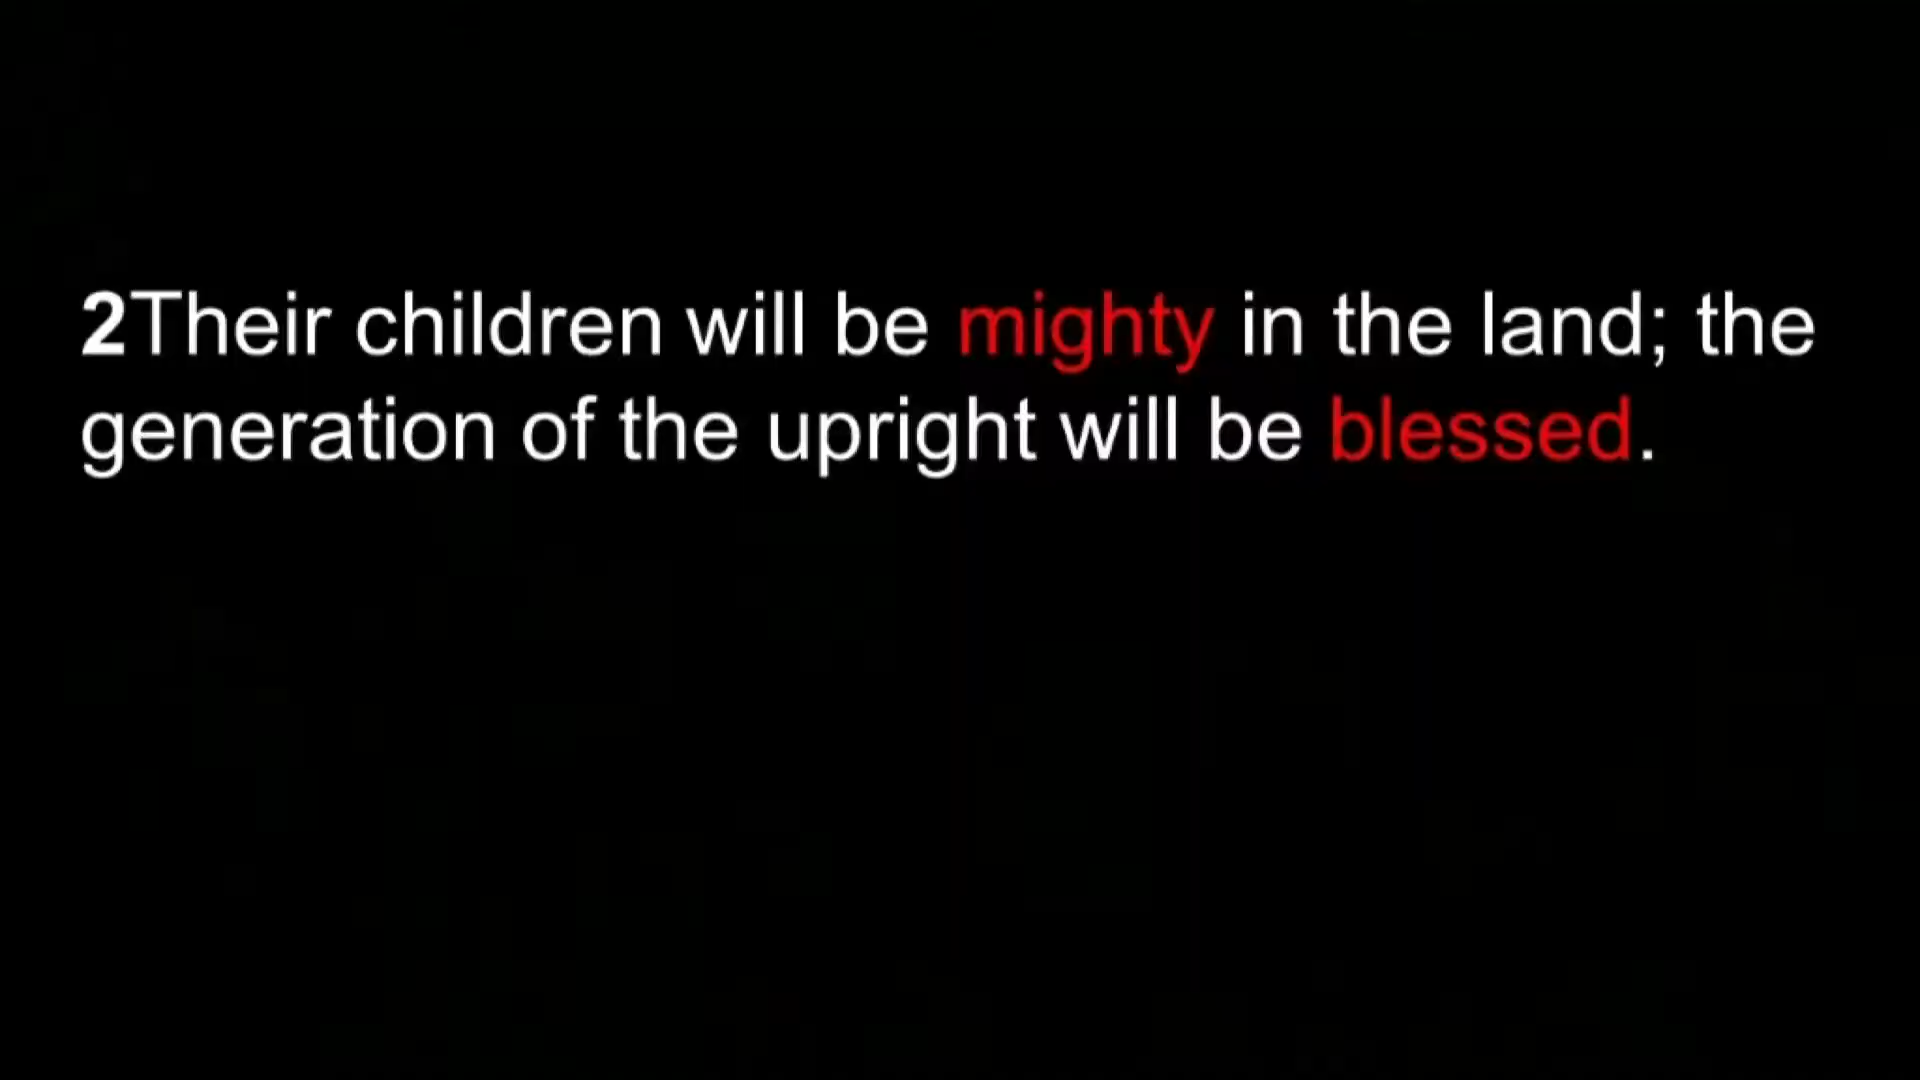 2Their children will be mighty in the land; the
generation of the upright will be blessed.